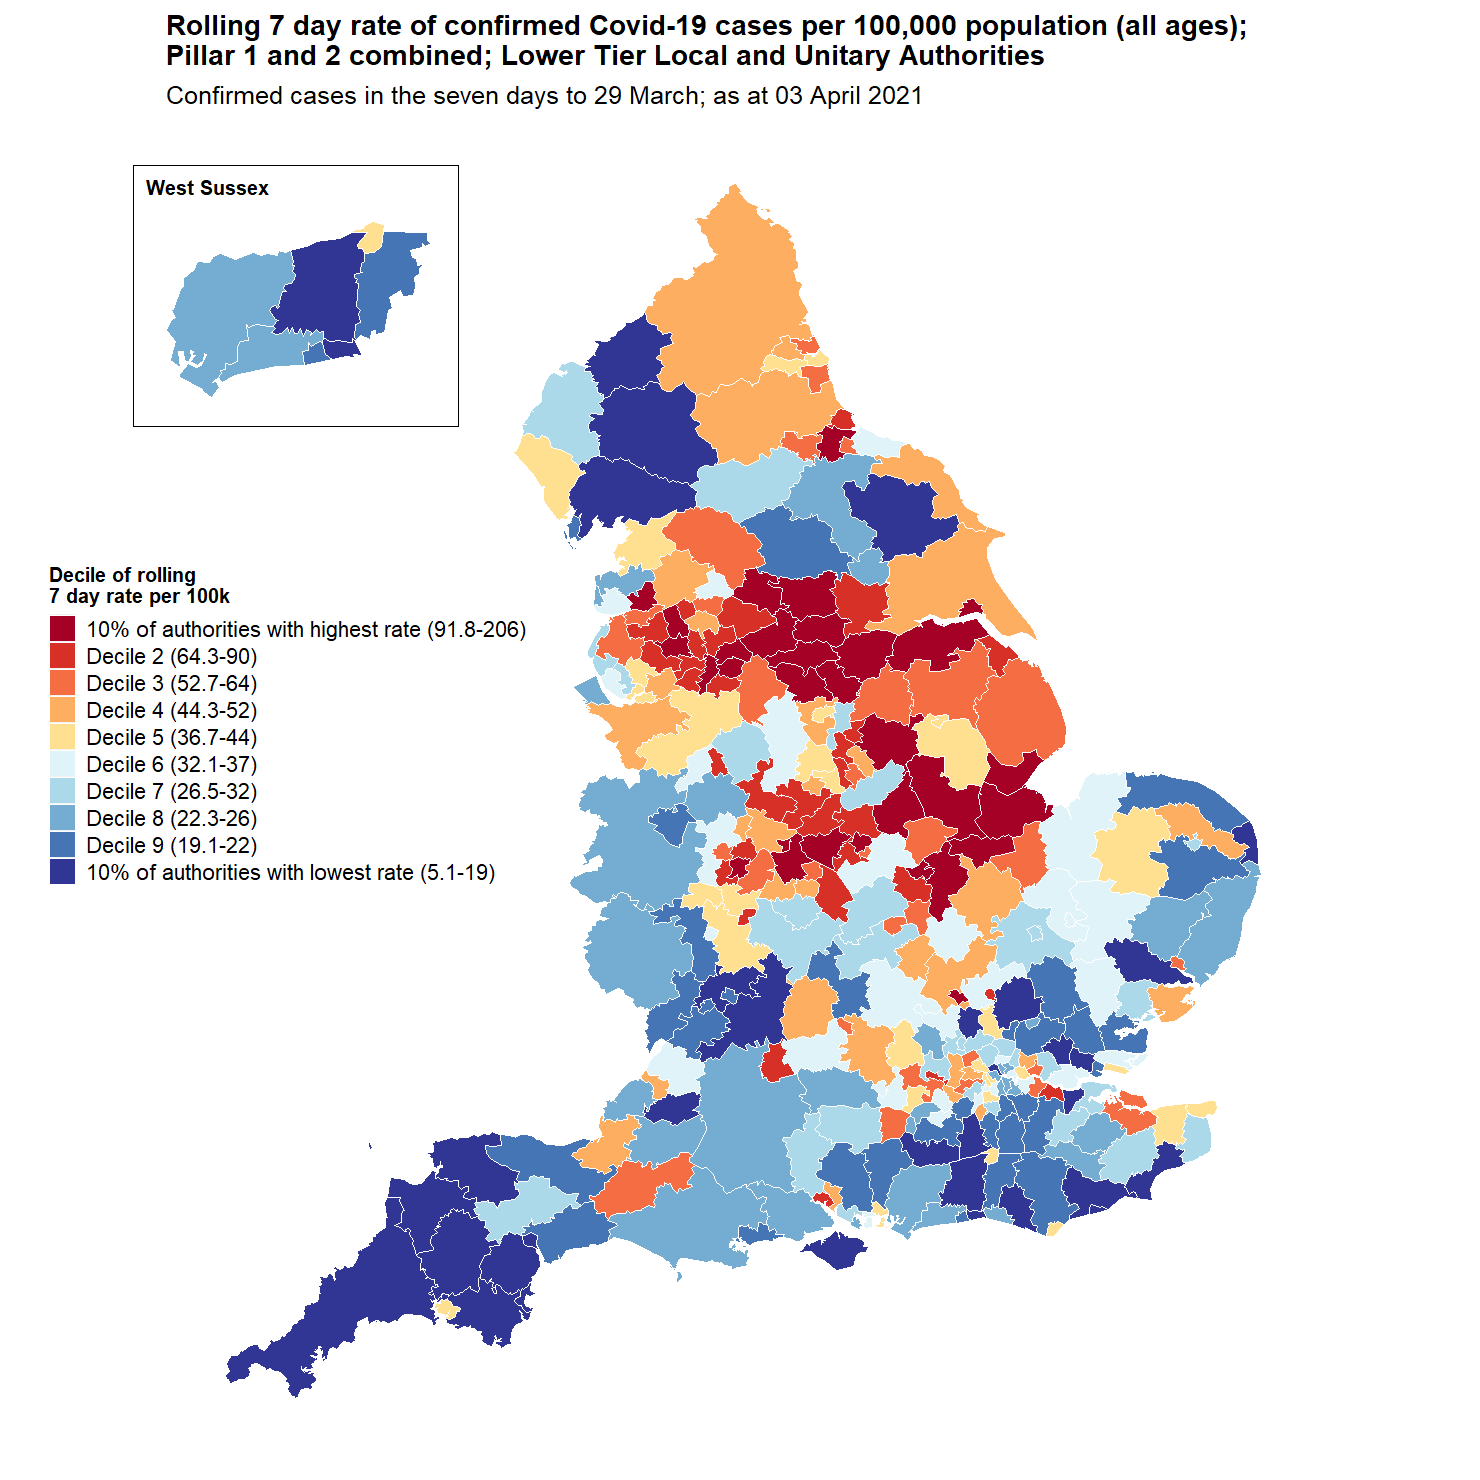 Rolling 7 day rate of confirmed Covid-19 cases per 100,000 population (all ages);
Pillar 1 and 2 combined; Lower Tier Local and Unitary Authorities
Confirmed cases in the seven days to 29 March; as at 03 April 2021
West Sussex
Decile of rolling
7 day rate per 100k
10% of authorities with highest rate (91.8-206)
Decile 2 (64.3-90)
Decile 3 (52.7-64)
Decile 4 (44.3-52)
Decile 5 (36.7-44)
Decile 6 (32.1-37)
Decile 7 (26.5-32)
Decile 8 (22.3-26)
Decile 9 (19.1-22)
10% of authorities with lowest rate (5.1-19)